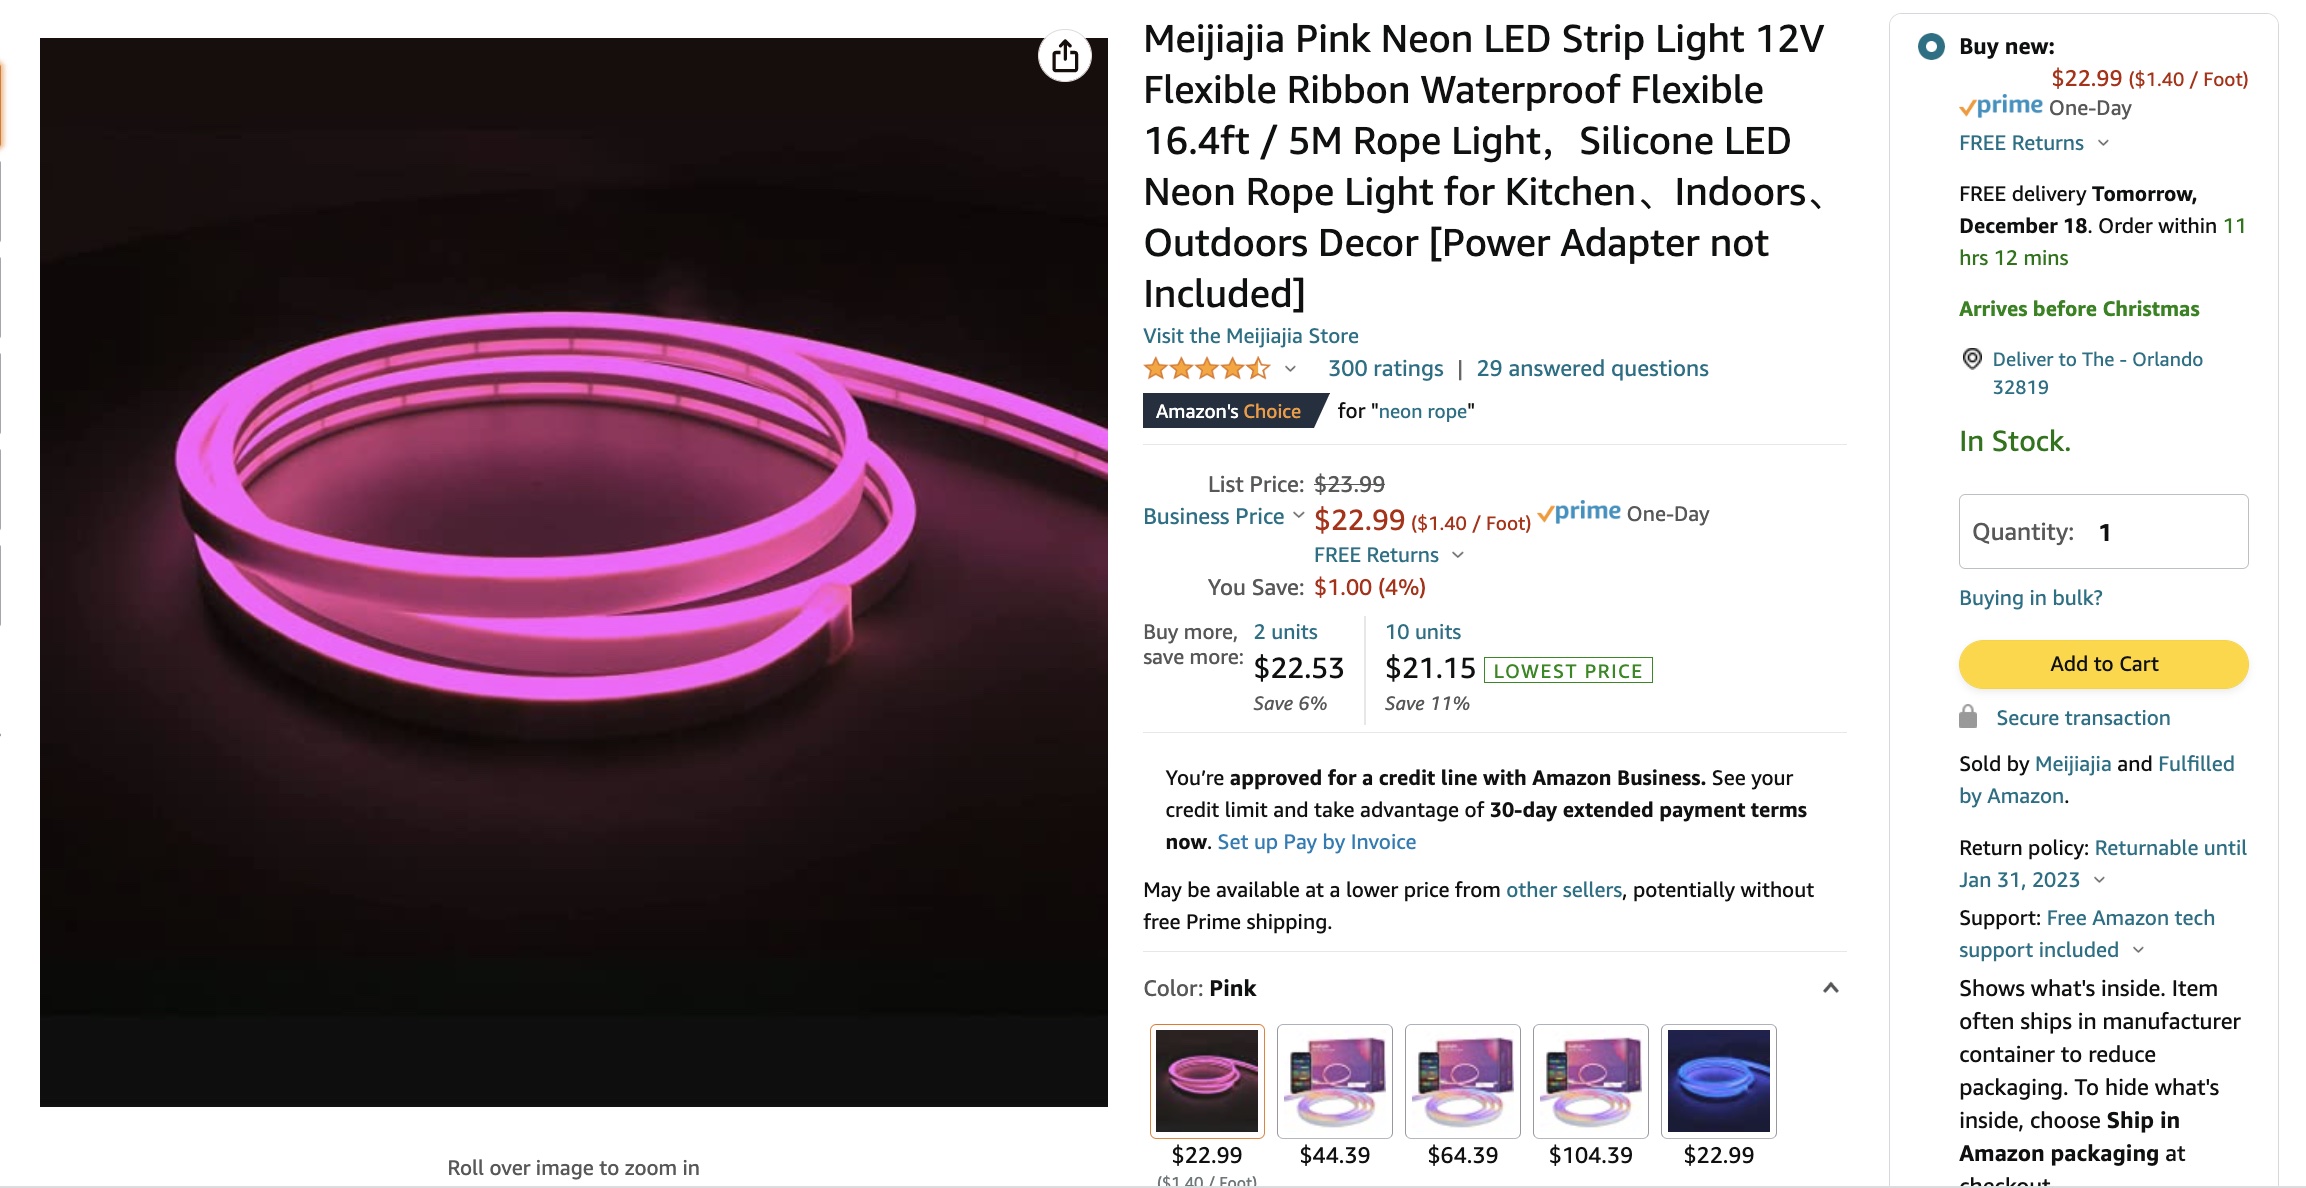 Meijiajia Pink Neon LED Strip Light 12V
Flexible Ribbon Waterproof Flexible
16.4ft / 5M Rope Light，Silicone LED
Neon Rope Light for Kitchen、Indoors、
Outdoors Decor [Power Adapter not
Included]
Visit the Meijiajia Store
300 ratings | 29 answered questions
Amazon's Choice for "neon rope"
List Price: $23.99
Business Price $22.99 ($1.40 / Foot) prime One-Day
FREE Returns
You Save: $1.00 (4%)
Buy more,
save more:
2 units
$22.53
Save 6%
10 units
$21.15 LOWEST PRICE
Save 11%
You’re approved for a credit line with Amazon Business. See your
credit limit and take advantage of 30-day extended payment terms
now. Set up Pay by Invoice
May be available at a lower price from other sellers, potentially without
free Prime shipping.
Color: Pink
$22.99 $44.39 $64.39 $104.39 $22.99
($1.40 / Foot)
Roll over image to zoom in
Buy new:
$22.99 ($1.40 / Foot)
prime One-Day
FREE Returns
FREE delivery Tomorrow,
December 18. Order within 11
hrs 12 mins
Arrives before Christmas
Deliver to The - Orlando
32819
In Stock.
Quantity: 1
Buying in bulk?
Add to Cart
Secure transaction
Sold by Meijiajia and Fulfilled
by Amazon.
Return policy: Returnable until
Jan 31, 2023
Support: Free Amazon tech
support included
Shows what's inside. Item
often ships in manufacturer
container to reduce
packaging. To hide what's
inside, choose Ship in
Amazon packaging at
checkout.